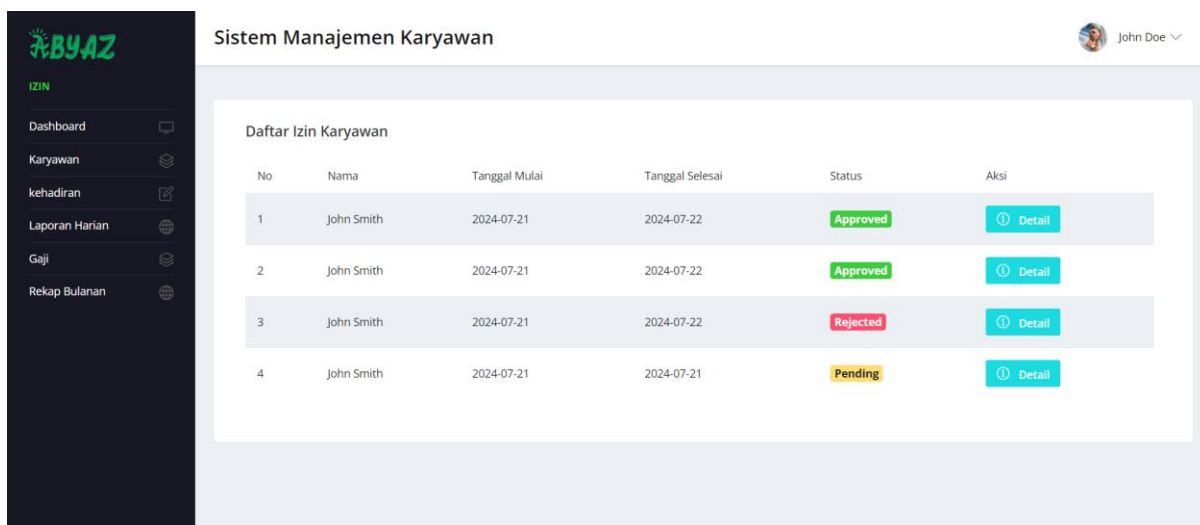 ABYAZ
Sistem Manajemen Karyawan
John Doe
IZIN
Dashboard
Karyawan
kehadiran
Laporan Harian
Gaji
Rekap Bulanan
Daftar Izin Karyawan
No Nama Tanggal Mulai Tanggal Selesai Status Aksi
1 John Smith 2024-07-21 2024-07-22 Approved Detail
2 John Smith 2024-07-21 2024-07-22 Approved Detail
3 John Smith 2024-07-21 2024-07-22 Rejected Detail
4 John Smith 2024-07-21 2024-07-21 Pending Detail